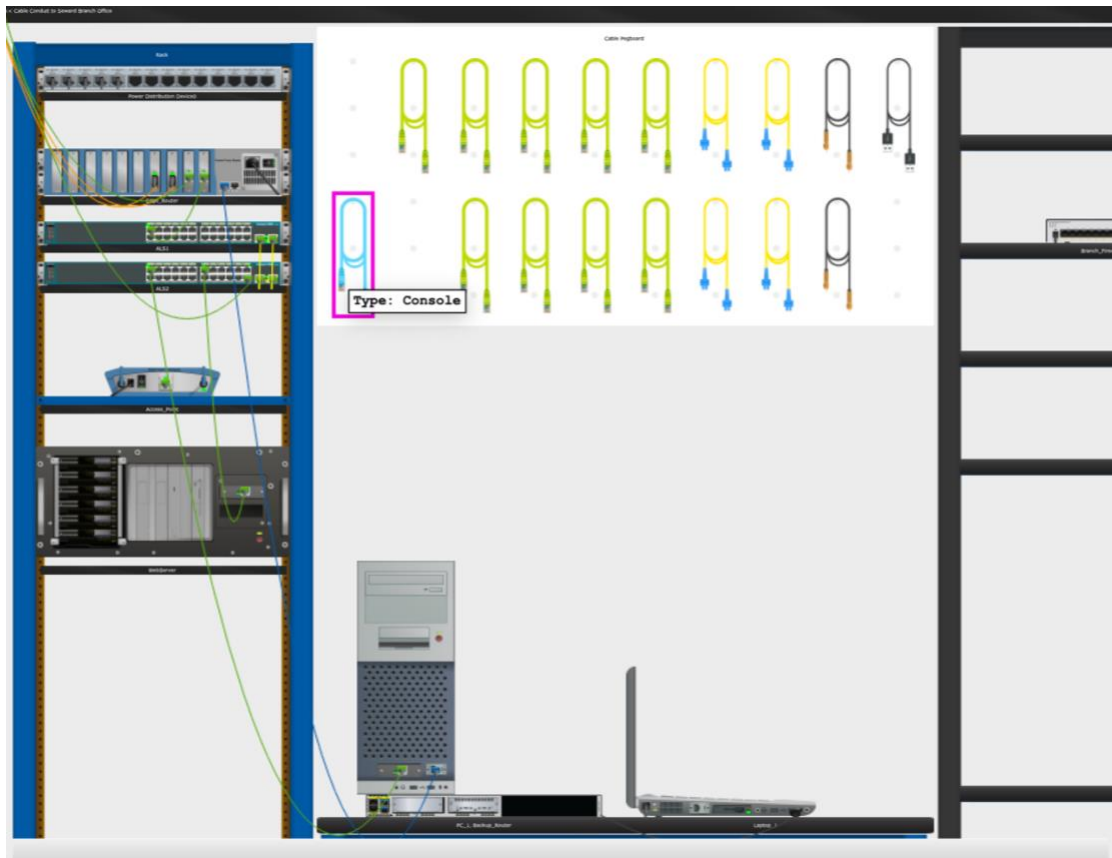 < Cable Conduit to Seward Branch Office
Rack
Cable Pegboard
Power Distribution Device0
ALS1
ALS2
Type: Console
Access_Point
WebServer
PC_1 Backup_Router
Laptop_1